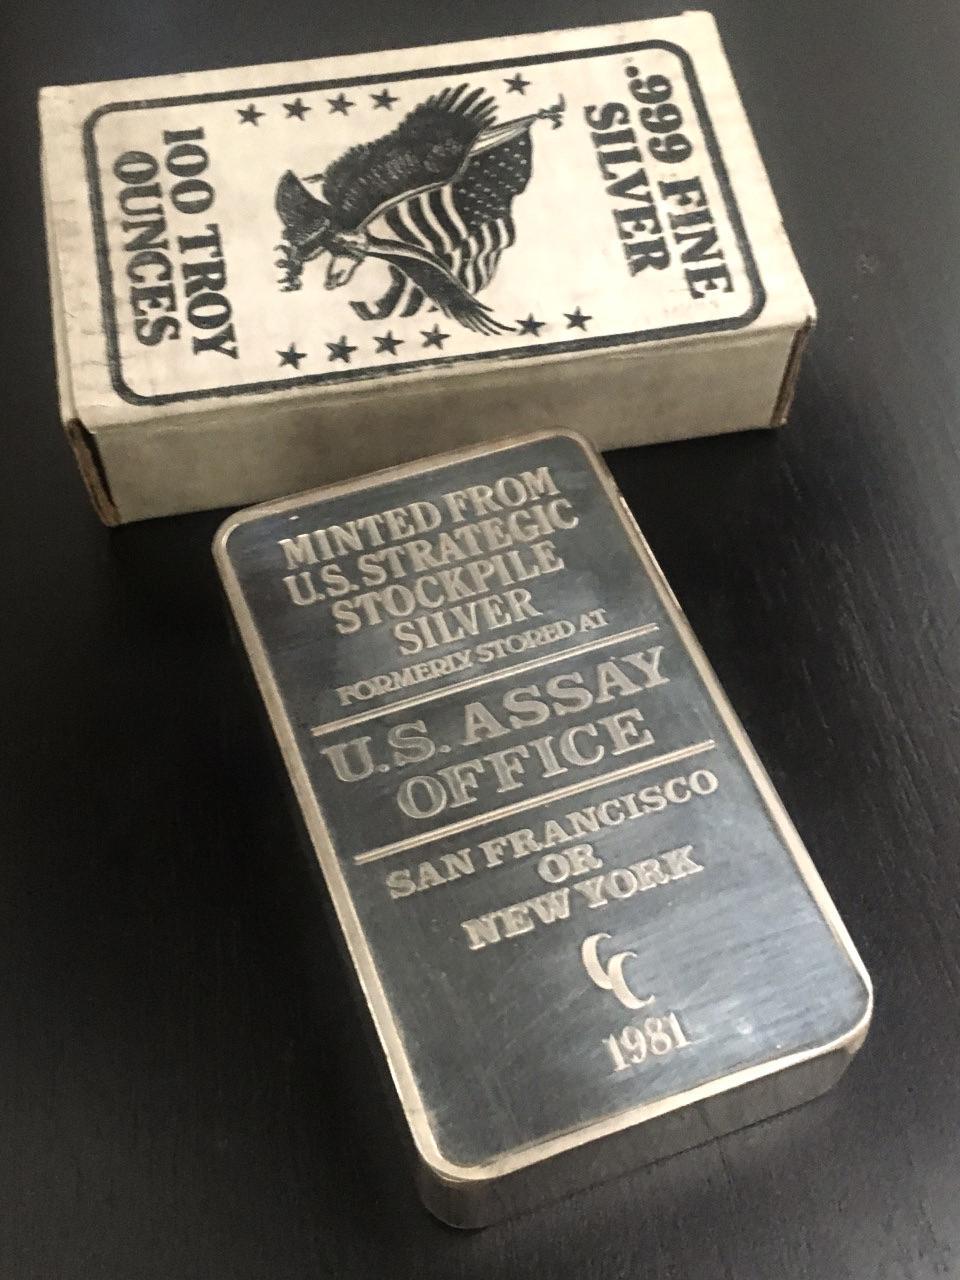 .999 FINE
SILVER
100 TROY
OUNCES
MINTED FROM
U.S. STRATEGIC
STOCKPILE
SILVER
FORMERLY STORED AT
U.S. ASSAY
OFFICE
SAN FRANCISCO
OR
NEW YORK
CC
1981